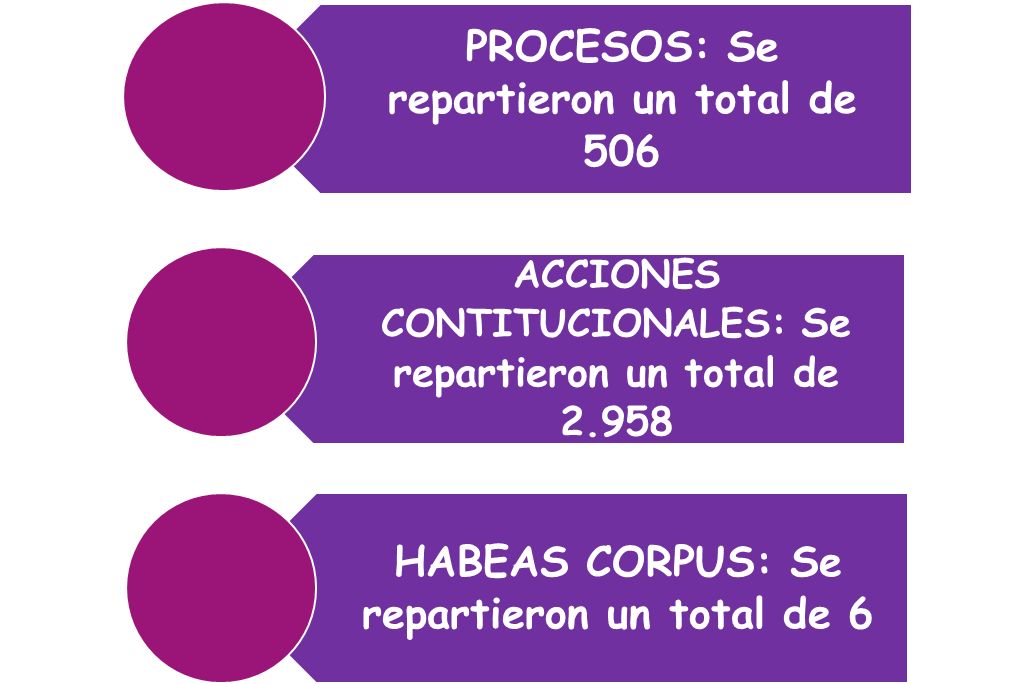 PROCESOS: Se
repartieron un total de
506
ACCIONES
CONTITUCIONALES: Se
repartieron un total de
2.958
HABEAS CORPUS: Se
repartieron un total de 6